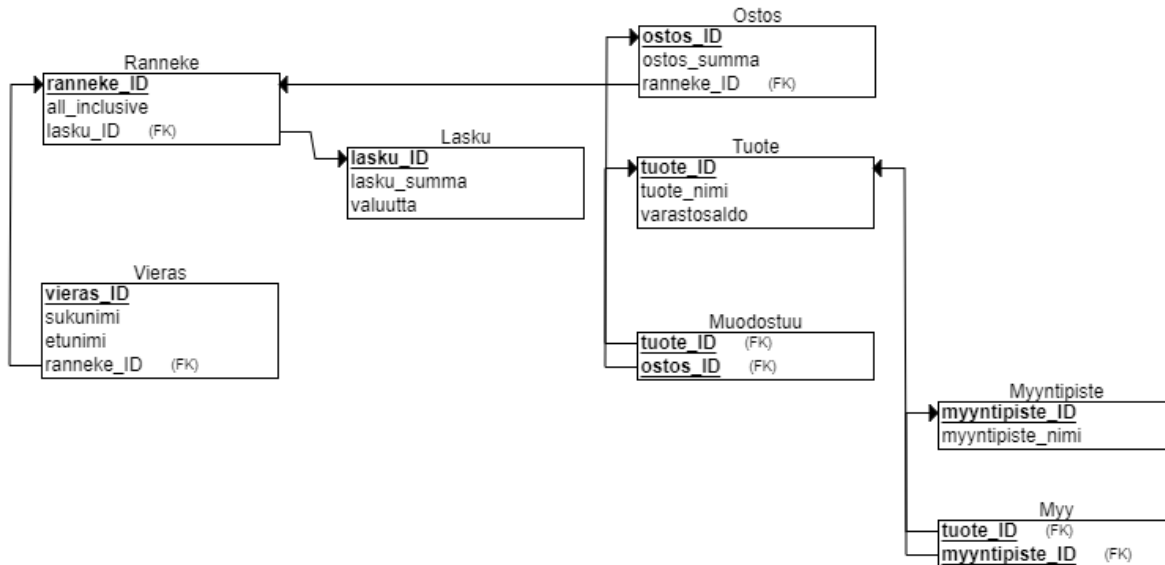 Ranneke
ranneke_ID
all_inclusive
lasku_ID (FK)
Lasku
lasku_ID
lasku_summa
valuutta
Vieras
vieras_ID
sukunimi
etunimi
ranneke_ID (FK)
Ostos
ostos_ID
ostos_summa
ranneke_ID (FK)
Tuote
tuote_ID
tuote_nimi
varastosaldo
Muodostuu
tuote_ID (FK)
ostos_ID (FK)
Myyntipiste
myyntipiste_ID
myyntipiste_nimi
Myy
tuote_ID (FK)
myyntipiste_ID (FK)